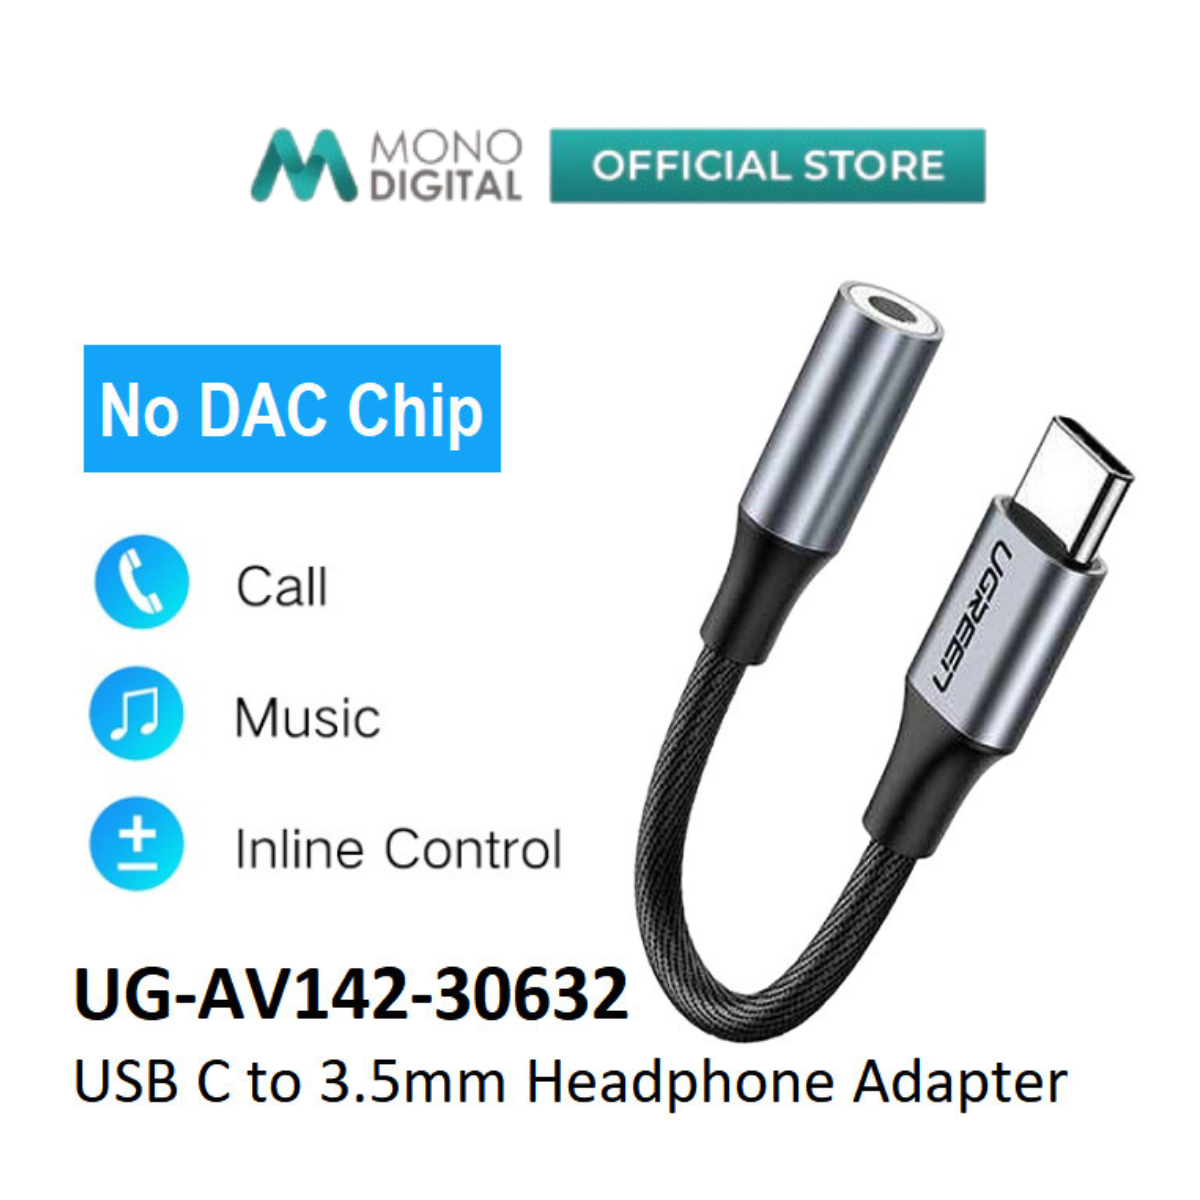 MONO
DIGITAL
OFFICIAL STORE
No DAC Chip
Call
Music
Inline Control
UGREEN
UG-AV142-30632
USB C to 3.5mm Headphone Adapter